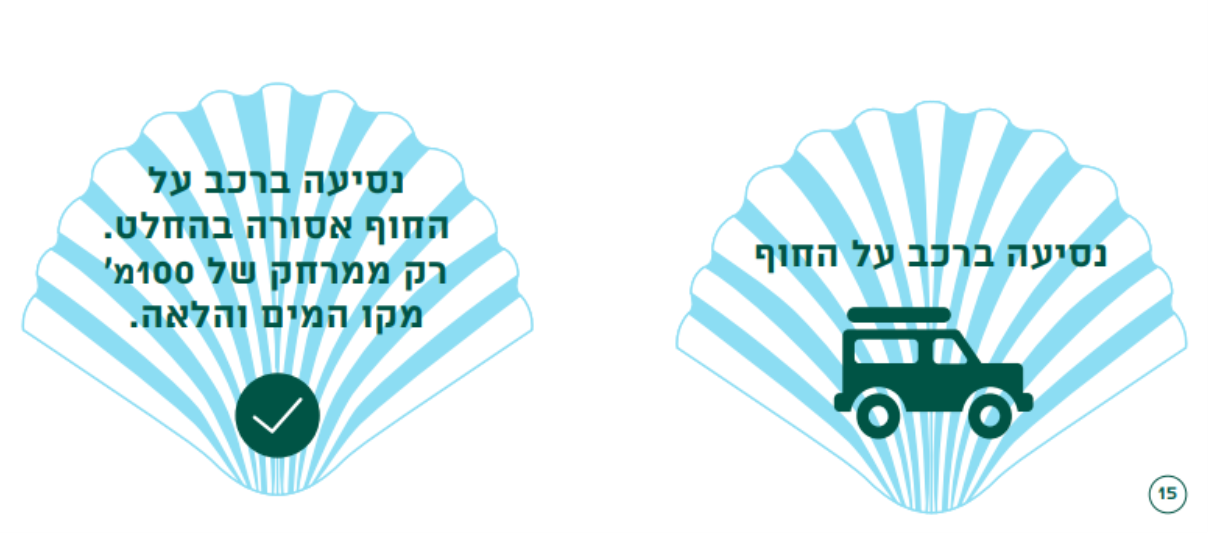 נסיעה ברכב על החוף
15
נסיעה ברכב על
החוף אסורה בהחלט.
רק ממרחק של 100מ'
מקו המים והלאה.